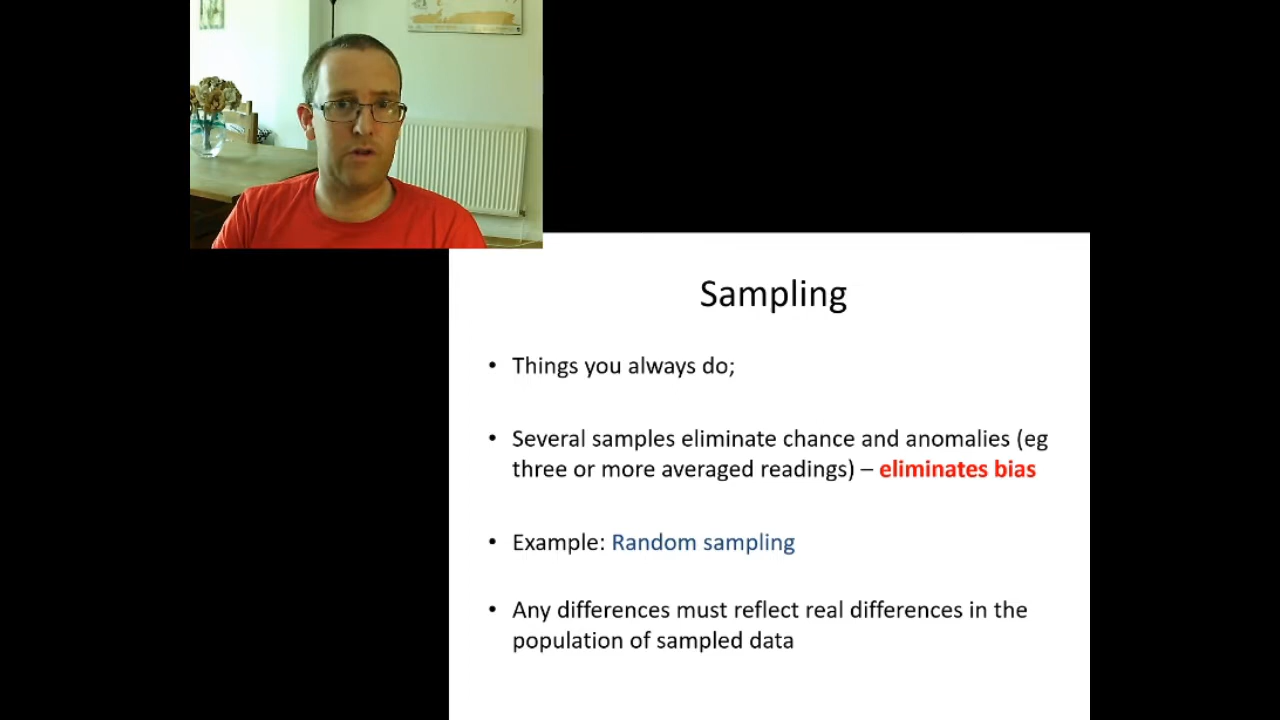 Sampling
• Things you always do;
• Several samples eliminate chance and anomalies (eg
three or more averaged readings) – eliminates bias
• Example: Random sampling
• Any differences must reflect real differences in the
population of sampled data